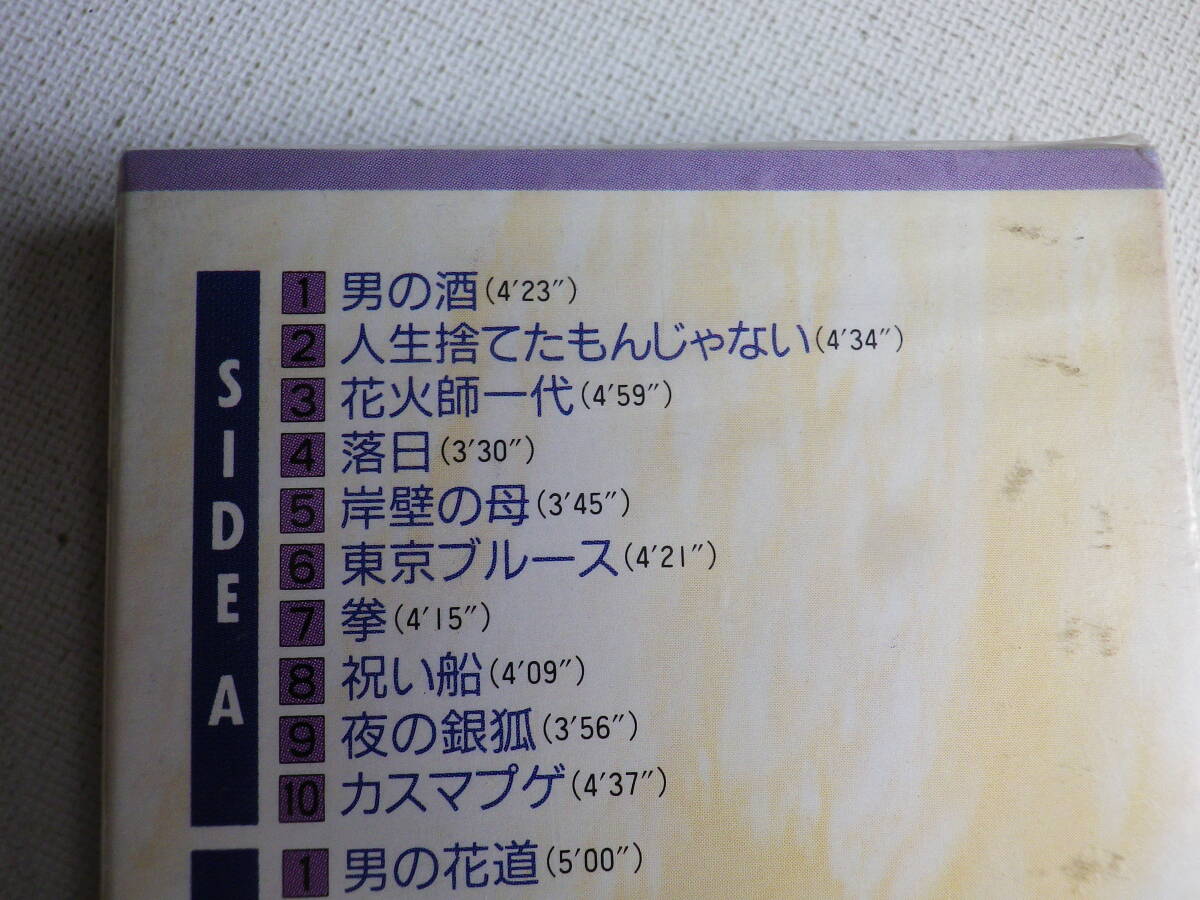 SIDE A
1 男の酒(4'23")
2 人生捨てたもんじゃない(4'34")
3 花火師一代(4'59")
4 落日(3'30")
5 岸壁の母(3'45")
6 東京ブルース(4'21")
7 拳(4'15")
8 祝い船(4'09")
9 夜の銀狐(3'56")
10 カスマプゲ(4'37")
1 男の花道(5'00")